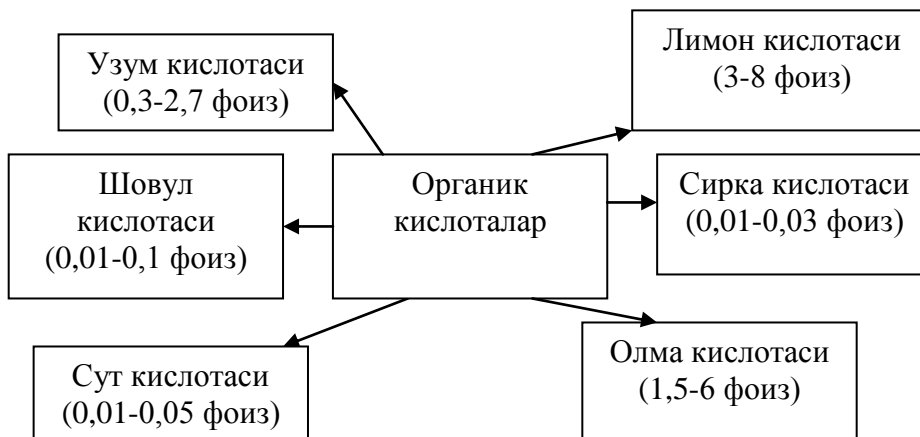 Узум кислотаси
(0,3-2,7 фоиз)
Лимон кислотаси
(3-8 фоиз)
Шовул
кислотаси
(0,01-0,1 фоиз)
Органик
кислоталар
Сирка кислотаси
(0,01-0,03 фоиз)
Сут кислотаси
(0,01-0,05 фоиз)
Олма кислотаси
(1,5-6 фоиз)